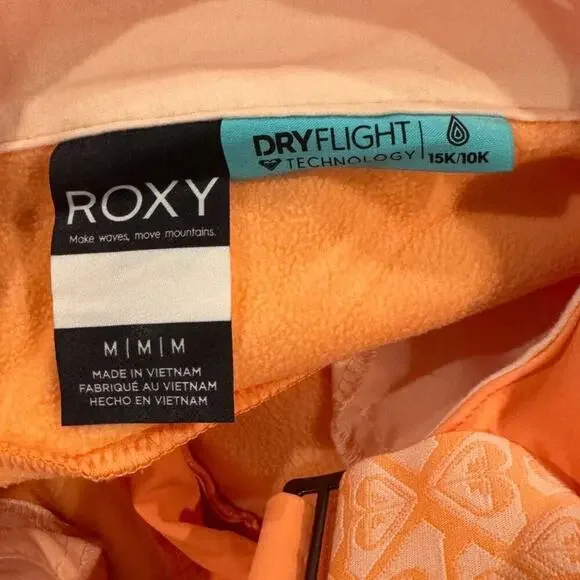 DRYFLIGHT
TECHNOLOGY
15K/10K
ROXY
Make waves, move mountains.
M|M|M
MADE IN VIETNAM
FABRIQUÉ AU VIETNAM
HECHO EN VIETNAM